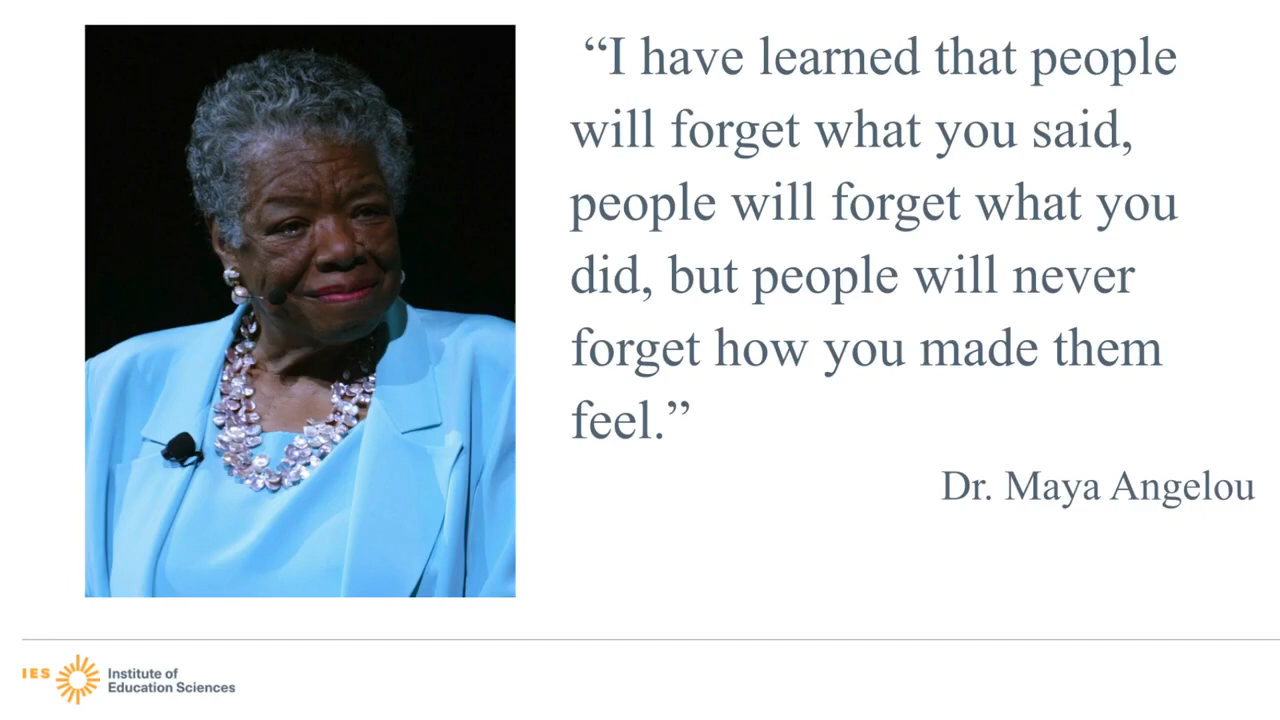 “I have learned that people
will forget what you said,
people will forget what you
did, but people will never
forget how you made them
feel.”
Dr. Maya Angelou
IES
Institute of
Education Sciences